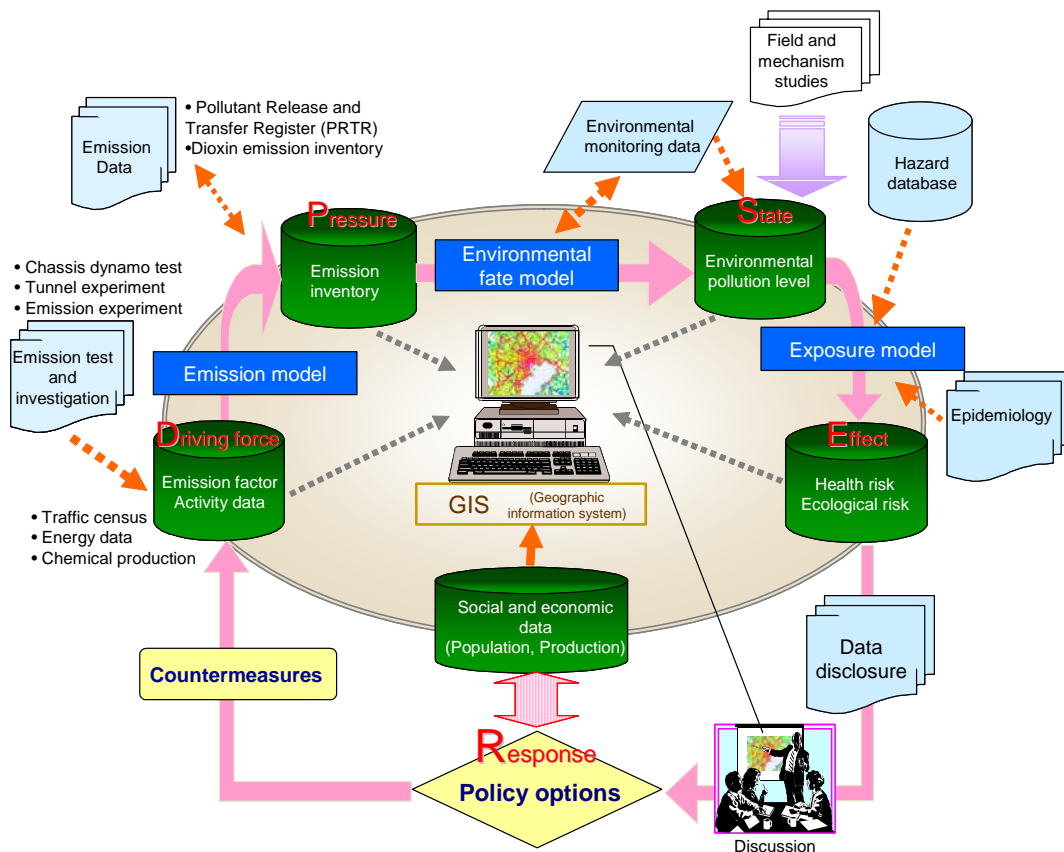 Field and
mechanism
studies
• Pollutant Release and
Transfer Register (PRTR)
•Dioxin emission inventory
Emission
Data
Environmental
monitoring data
Hazard
database
Pressure
Emission
inventory
Environmental
fate model
State
Environmental
pollution level
• Chassis dynamo test
• Tunnel experiment
• Emission experiment
Emission test
and
investigation
Emission model
Exposure model
Epidemiology
Driving force
Emission factor
Activity data
Effect
Health risk
Ecological risk
GIS (Geographic
information system)
• Traffic census
• Energy data
• Chemical production
Social and economic
data
(Population, Production)
Countermeasures
Data
disclosure
Response
Policy options
Discussion